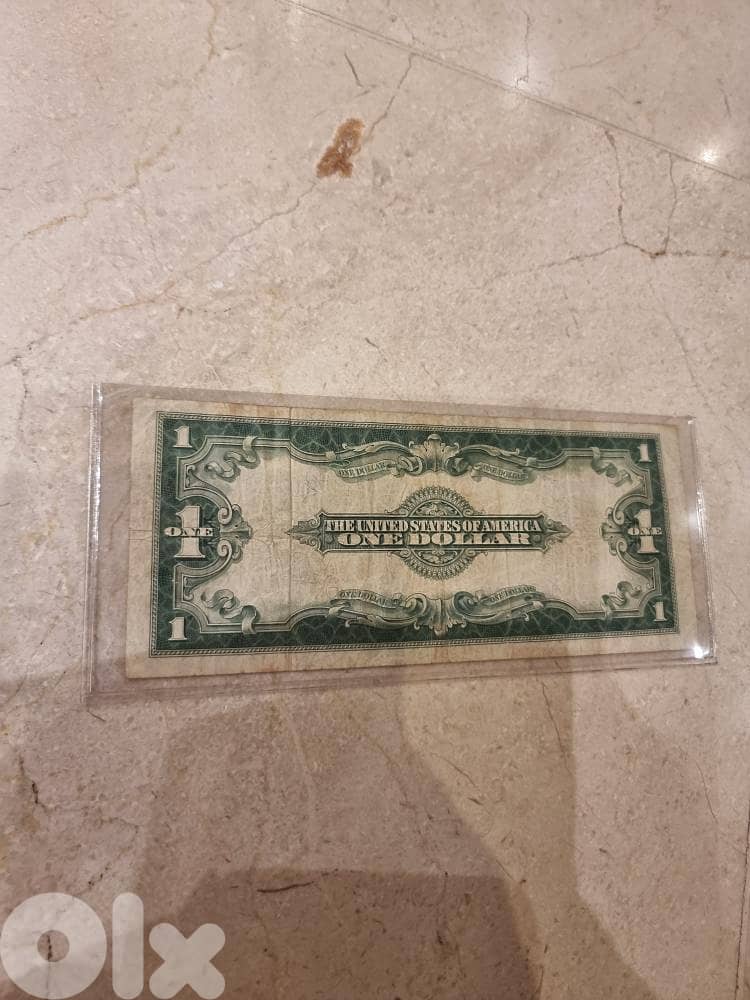 1 1
ONE DOLLAR ONE DOLLAR
ONE 1 THE UNITED STATES OF AMERICA ONE 1
ONE DOLLAR
ONE DOLLAR ONE DOLLAR
1 1
Olx